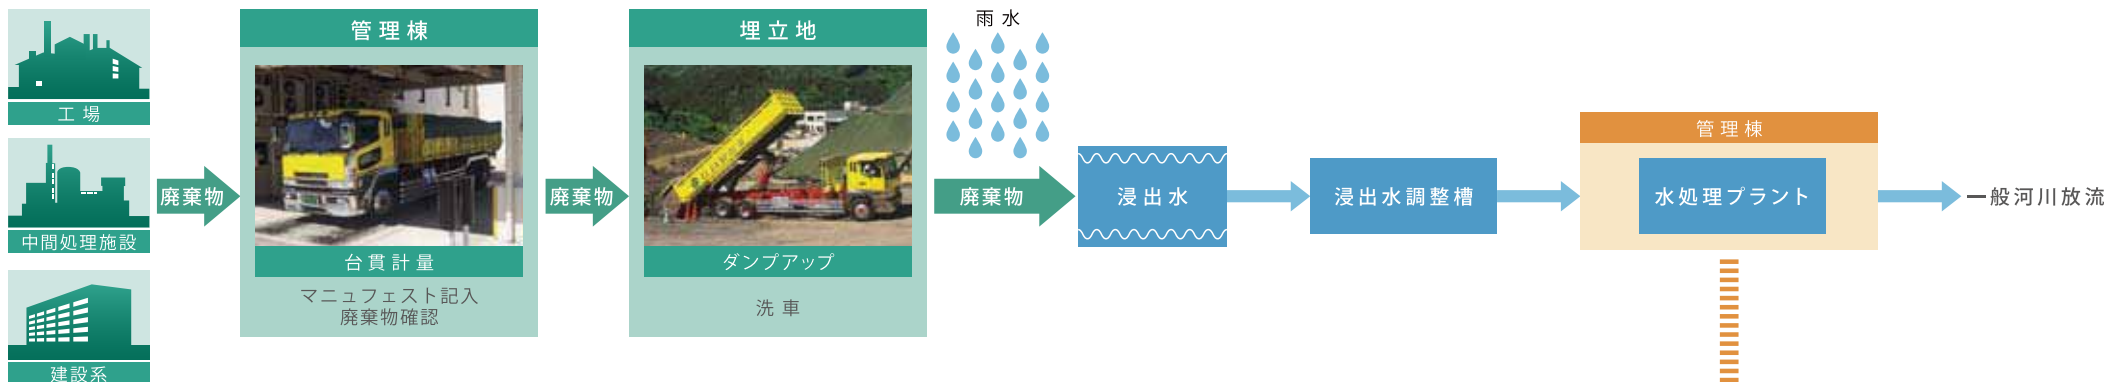 工場
中間処理施設
建設系
廃棄物
管理棟
台貫計量
マニュフェスト記入
廃棄物確認
廃棄物
埋立地
ダンプアップ
洗車
雨水
廃棄物
浸出水
浸出水調整槽
管理棟
水処理プラント
一般河川放流